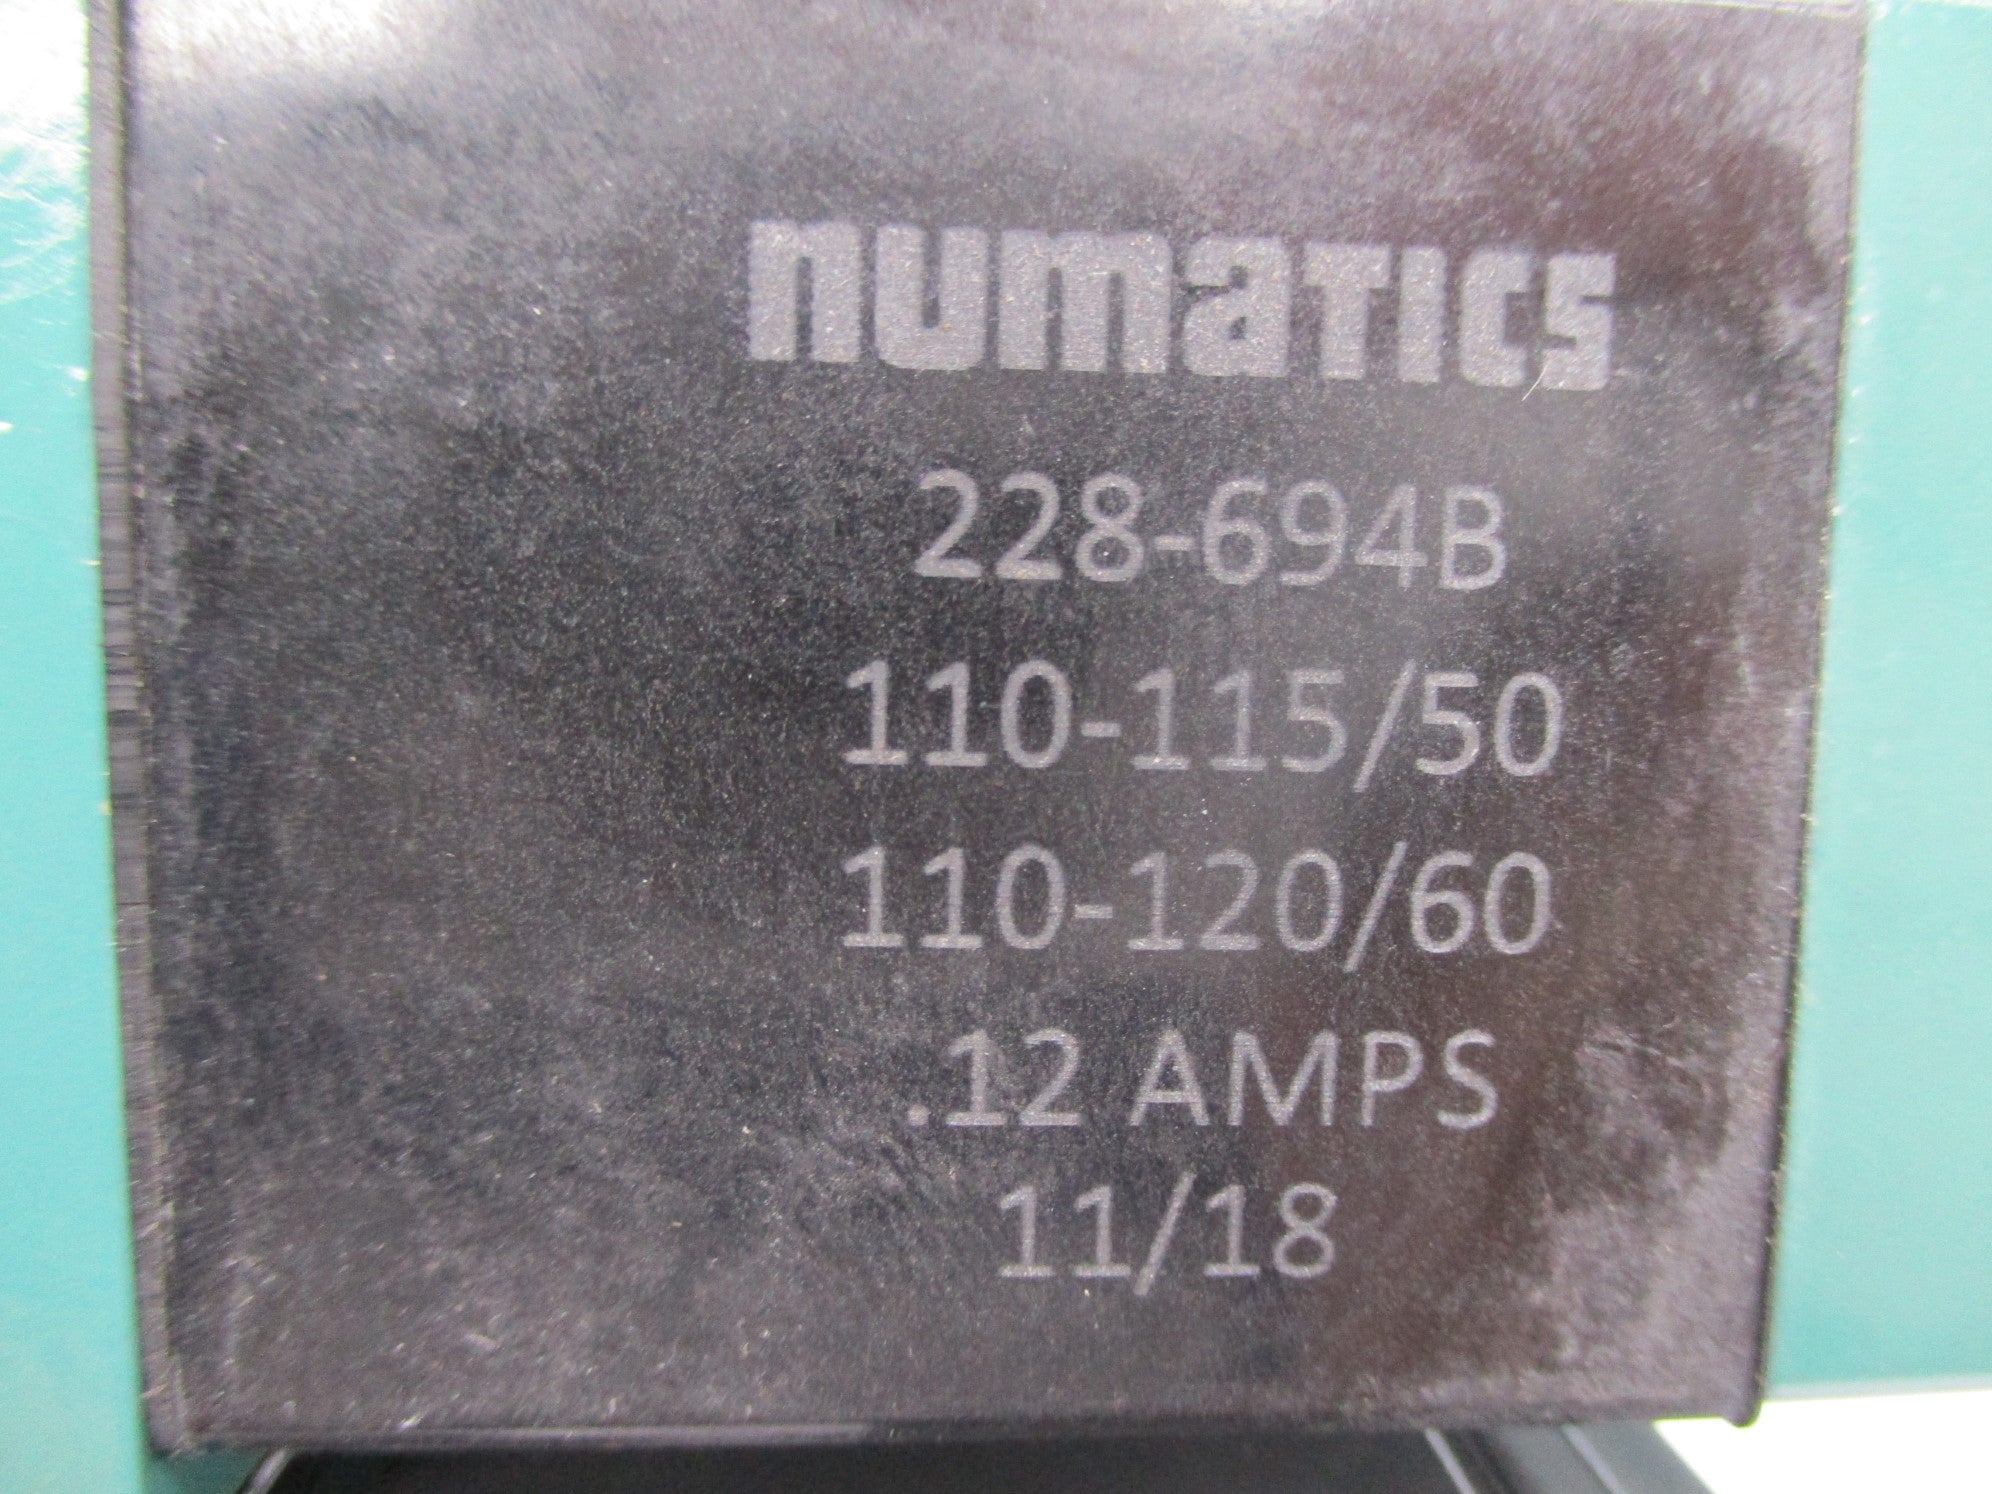 numatics
228-694B
110-115/50
110-120/60
.12 AMPS
11/18